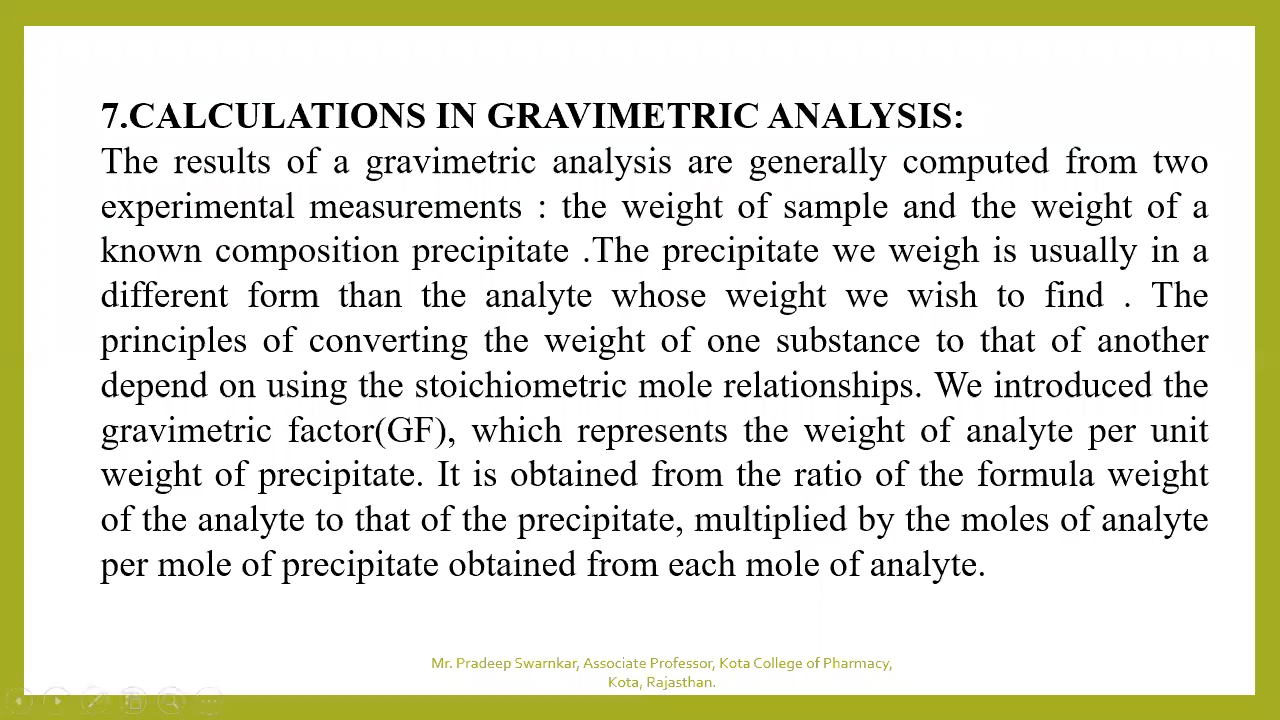 7.CALCULATIONS IN GRAVIMETRIC ANALYSIS:
The results of a gravimetric analysis are generally computed from two
experimental measurements : the weight of sample and the weight of a
known composition precipitate .The precipitate we weigh is usually in a
different form than the analyte whose weight we wish to find . The
principles of converting the weight of one substance to that of another
depend on using the stoichiometric mole relationships. We introduced the
gravimetric factor(GF), which represents the weight of analyte per unit
weight of precipitate. It is obtained from the ratio of the formula weight
of the analyte to that of the precipitate, multiplied by the moles of analyte
per mole of precipitate obtained from each mole of analyte.
Mr. Pradeep Swarnkar, Associate Professor, Kota College of Pharmacy,
Kota, Rajasthan.